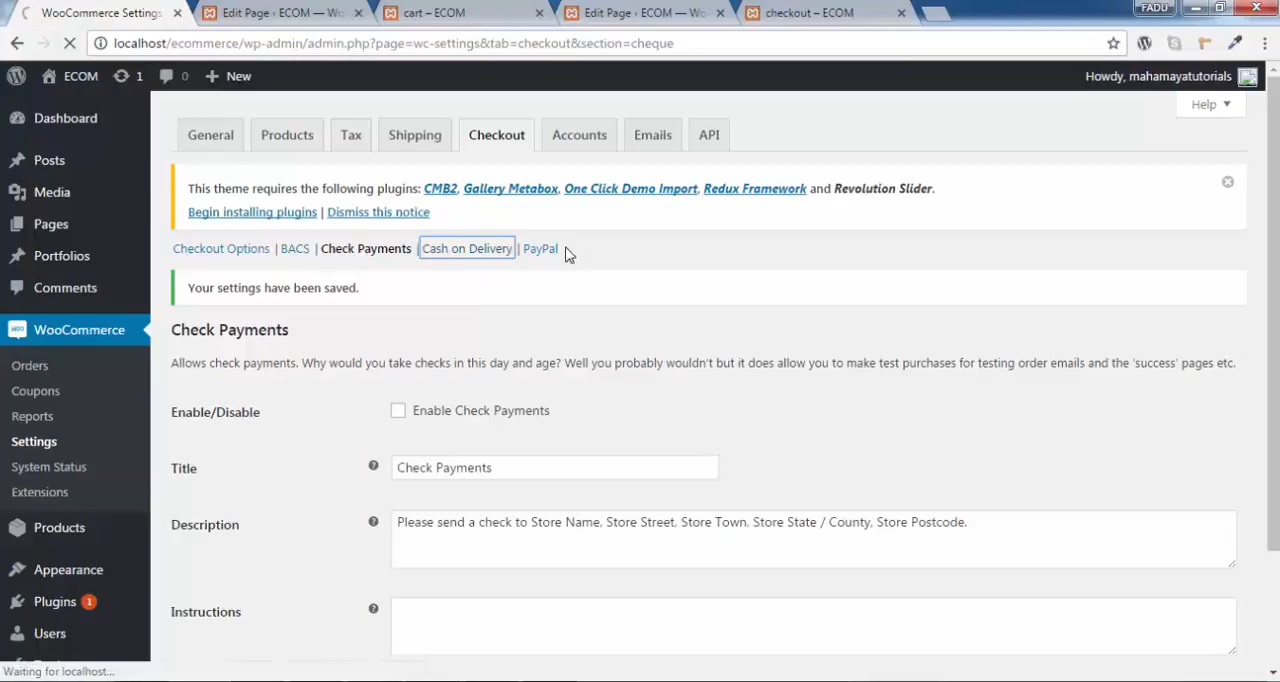 WooCommerce Settings
Edit Page ‹ ECOM — Wo
cart – ECOM
Edit Page ‹ ECOM — Wo
checkout – ECOM
FADU
localhost/ecommerce/wp-admin/admin.php?page=wc-settings&tab=checkout&section=cheque
ECOM 1 0 New
Howdy, mahamayatutorials
Help
Dashboard
Posts
Media
Pages
Portfolios
Comments
WooCommerce
Orders
Coupons
Reports
Settings
System Status
Extensions
Products
Appearance
Plugins 1
Users
General Products Tax Shipping Checkout Accounts Emails API
This theme requires the following plugins: CMB2, Gallery Metabox, One Click Demo Import, Redux Framework and Revolution Slider.
Begin installing plugins | Dismiss this notice
Checkout Options | BACS | Check Payments | Cash on Delivery | PayPal
Your settings have been saved.
Check Payments
Allows check payments. Why would you take checks in this day and age? Well you probably wouldn't but it does allow you to make test purchases for testing order emails and the 'success' pages etc.
Enable/Disable
Enable Check Payments
Title
Check Payments
Description
Please send a check to Store Name, Store Street, Store Town, Store State / County, Store Postcode.
Instructions
Waiting for localhost...